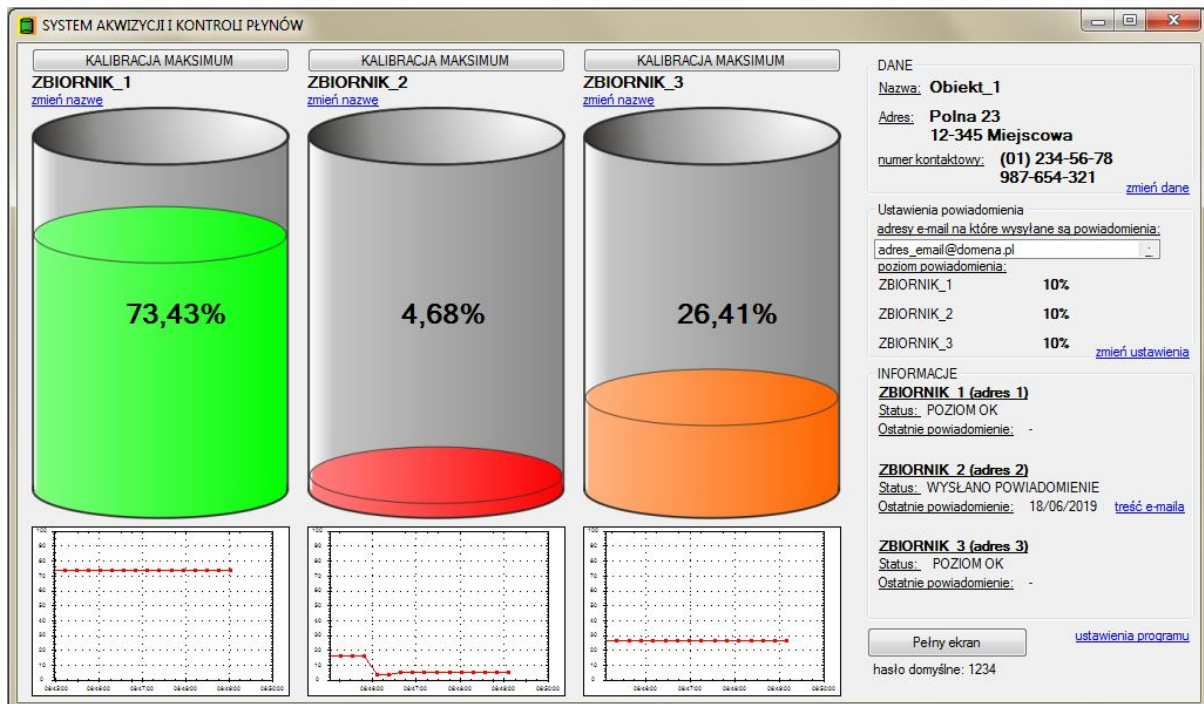 SYSTEM AKWIZYCJI I KONTROLI PŁYNÓW
KALIBRACJA MAKSIMUM
ZBIORNIK_1
zmień nazwę
73,43%
KALIBRACJA MAKSIMUM
ZBIORNIK_2
zmień nazwę
4,68%
KALIBRACJA MAKSIMUM
ZBIORNIK_3
zmień nazwę
26,41%
DANE
Nazwa: Obiekt_1
Adres: Polna 23
12-345 Miejscowa
numer kontaktowy: (01) 234-56-78
987-654-321
zmień dane
Ustawienia powiadomienia
adresy e-mail na które wysyłane są powiadomienia:
adres_email@domena.pl
poziom powiadomienia:
ZBIORNIK_1 10%
ZBIORNIK_2 10%
ZBIORNIK_3 10%
zmień ustawienia
INFORMACJE
ZBIORNIK_1 (adres 1)
Status: POZIOM OK
Ostatnie powiadomienie: -
ZBIORNIK_2 (adres 2)
Status: WYSŁANO POWIADOMIENIE
Ostatnie powiadomienie: 18/06/2019 treść e-maila
ZBIORNIK_3 (adres 3)
Status: POZIOM OK
Ostatnie powiadomienie: -
Pełny ekran
ustawienia programu
hasło domyślne: 1234